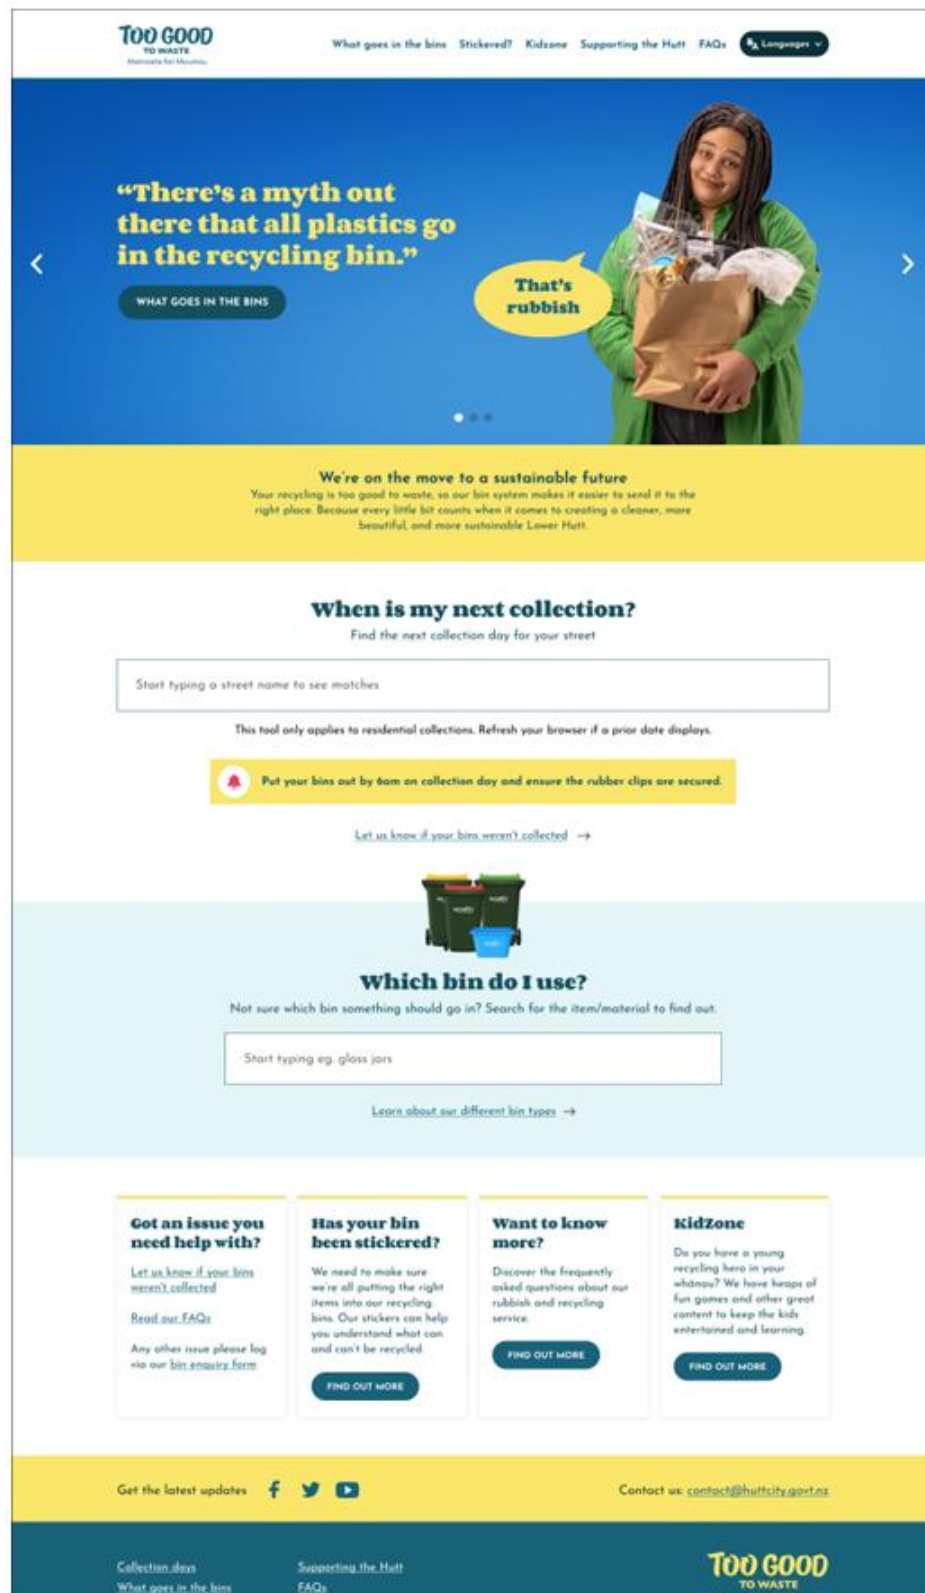 TOO GOOD
TO WASTE
What goes in the bins Stickered? Kidzone Supporting the Hutt FAQs Languages
“There’s a myth out
there that all plastics go
in the recycling bin.”
WHAT GOES IN THE BINS
That’s
rubbish
We’re on the move to a sustainable future
Your recycling is too good to waste, so our bin system makes it easier to send it to the
right place. Because every little bit counts when it comes to creating a cleaner, more
beautiful, and more sustainable Lower Hutt.
When is my next collection?
Find the next collection day for your street
Start typing a street name to see matches
This tool only applies to residential collections. Refresh your browser if a prior date displays.
Put your bins out by 6am on collection day and ensure the rubber clips are secured.
Let us know if your bins weren’t collected →
Which bin do I use?
Not sure which bin something should go in? Search for the item/material to find out.
Start typing eg. glass jars
Learn about our different bin types →
Got an issue you
need help with?
Let us know if your bins
weren’t collected
Read our FAQs
Any other issue please log
via our bin enquiry form
Has your bin
been stickered?
We need to make sure
we’re all putting the right
items into our recycling
bins. Our stickers can help
you understand what can
and can’t be recycled.
FIND OUT MORE
Want to know
more?
Discover the frequently
asked questions about our
rubbish and recycling
service.
FIND OUT MORE
KidZone
Do you have a young
recycling hero in your
whānau? We have heaps of
fun games and other great
content to keep the kids
entertained and learning.
FIND OUT MORE
Get the latest updates
Contact us: contact@huttcity.govt.nz
Collection days
What goes in the bins
Supporting the Hutt
FAQs
TOO GOOD
TO WASTE